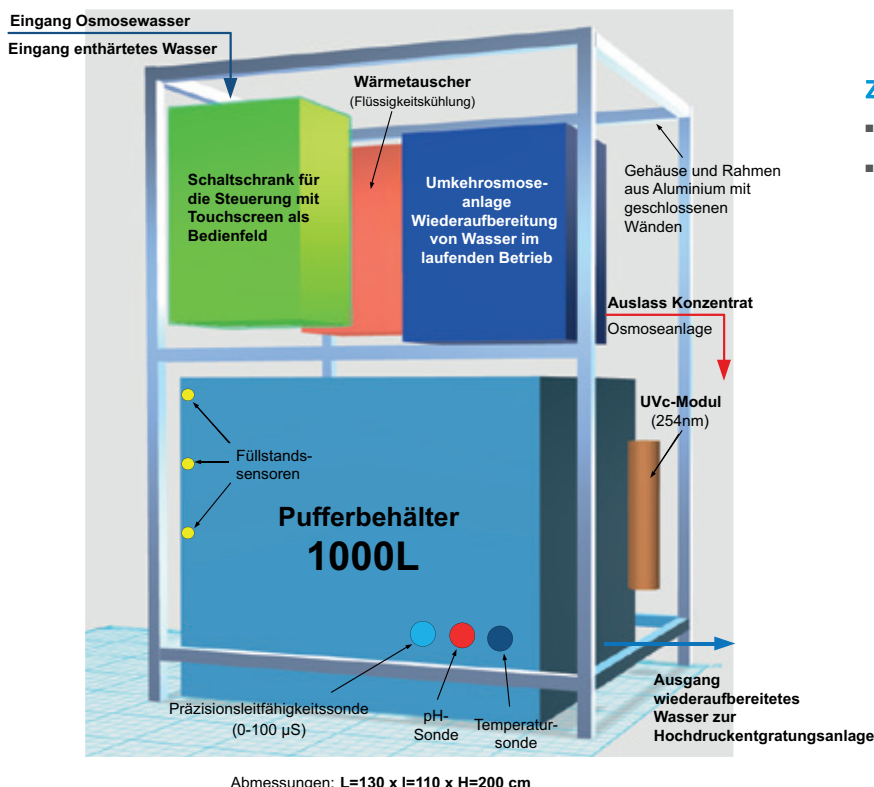 Eingang Osmosewasser
Eingang enthärtetes Wasser
Wärmetauscher
(Flüssigkeitskühlung)
Z
Schaltschrank für
die Steuerung mit
Touchscreen als
Bedienfeld
Umkehrosmose-
anlage
Wiederaufbereitung
von Wasser im
laufenden Betrieb
Gehäuse und Rahmen
aus Aluminium mit
geschlossenen
Wänden
Auslass Konzentrat
Osmoseanlage
UVc-Modul
(254nm)
Füllstands-
sensoren
Pufferbehälter
1000L
Präzisionsleitfähigkeitssonde
(0-100 µS)
pH-
Sonde
Temperatur-
sonde
Ausgang
wiederaufbereitetes
Wasser zur
Hochdruckentgratungsanlage
Abmessungen: L=130 x l=110 x H=200 cm